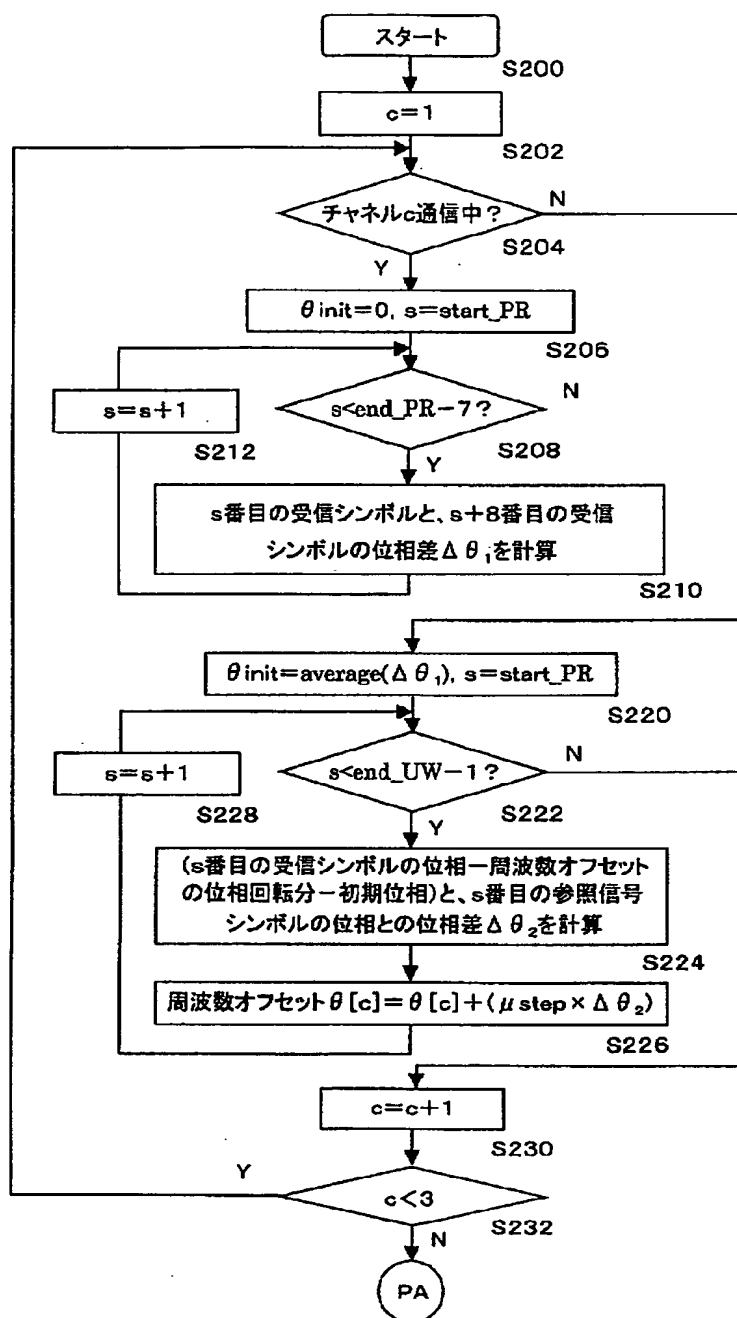 スタート
S200
c=1
S202
チャネルc通信中?
N
S204
Y
θinit=0, s=start_PR
S206
s=s+1
s<end_PR-7?
N
S212
S208
Y
s番目の受信シンボルと、s+8番目の受信
シンボルの位相差Δθ₁を計算
S210
θinit=average(Δθ₁), s=start_PR
S220
s=s+1
s<end_UW-1?
N
S228
S222
Y
(s番目の受信シンボルの位相ー周波数オフセット
の位相回転分ー初期位相)と、s番目の参照信号
シンボルの位相との位相差Δθ₂を計算
S224
周波数オフセットθ[c]=θ[c]+(μstep×Δθ₂)
S226
c=c+1
S230
Y
c<3
S232
N
PA